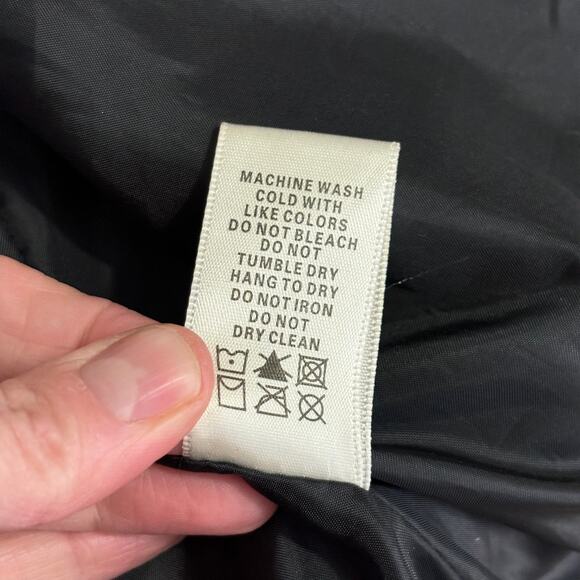 MACHINE WASH
COLD WITH
LIKE COLORS
DO NOT BLEACH
DO NOT
TUMBLE DRY
HANG TO DRY
DO NOT IRON
DO NOT
DRY CLEAN